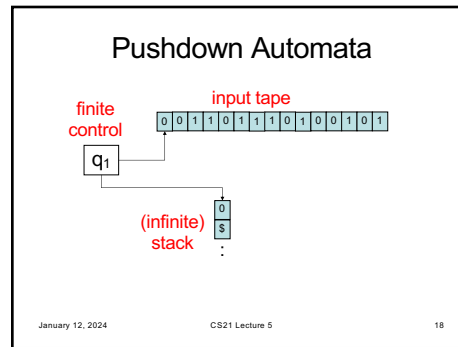 Pushdown Automata
input tape
finite
control
0 0 1 1 0 1 1 1 0 1 0 0 1 0 1
q1
(infinite)
stack
0
$
:
January 12, 2024 CS21 Lecture 5 18